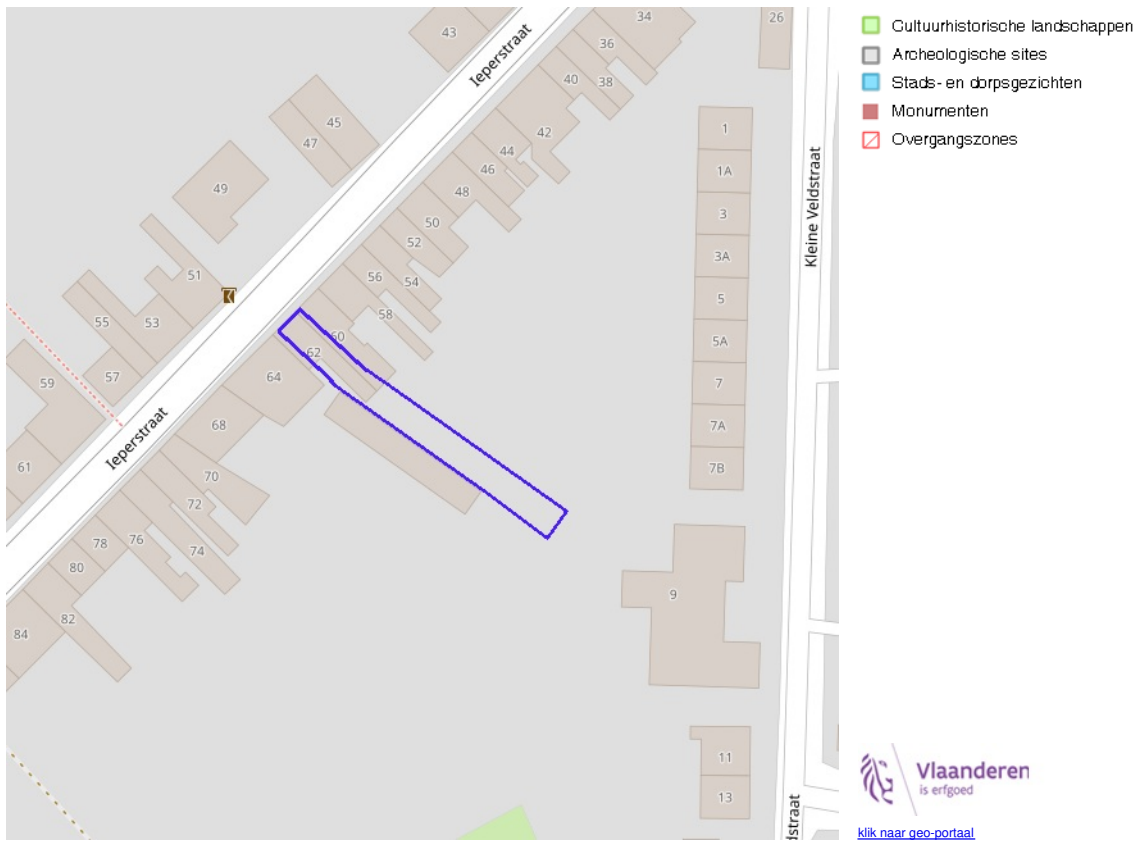 43
34
26
36
Ieperstraat
40
38
45
47
42
1
44
1A
46
49
48
3
50
52
3A
Kleine Veldstraat
51
56
54
5
55
53
58
60
5A
62
57
64
59
7
68
7A
Ieperstraat
61
70
7B
72
78
76
74
80
9
82
84
11
13
dstraat
Cultuurhistorische landschappen
Archeologische sites
Stads- en dorpsgezichten
Monumenten
Overgangszones
Vlaanderen
is erfgoed
klik naar geo-portaal